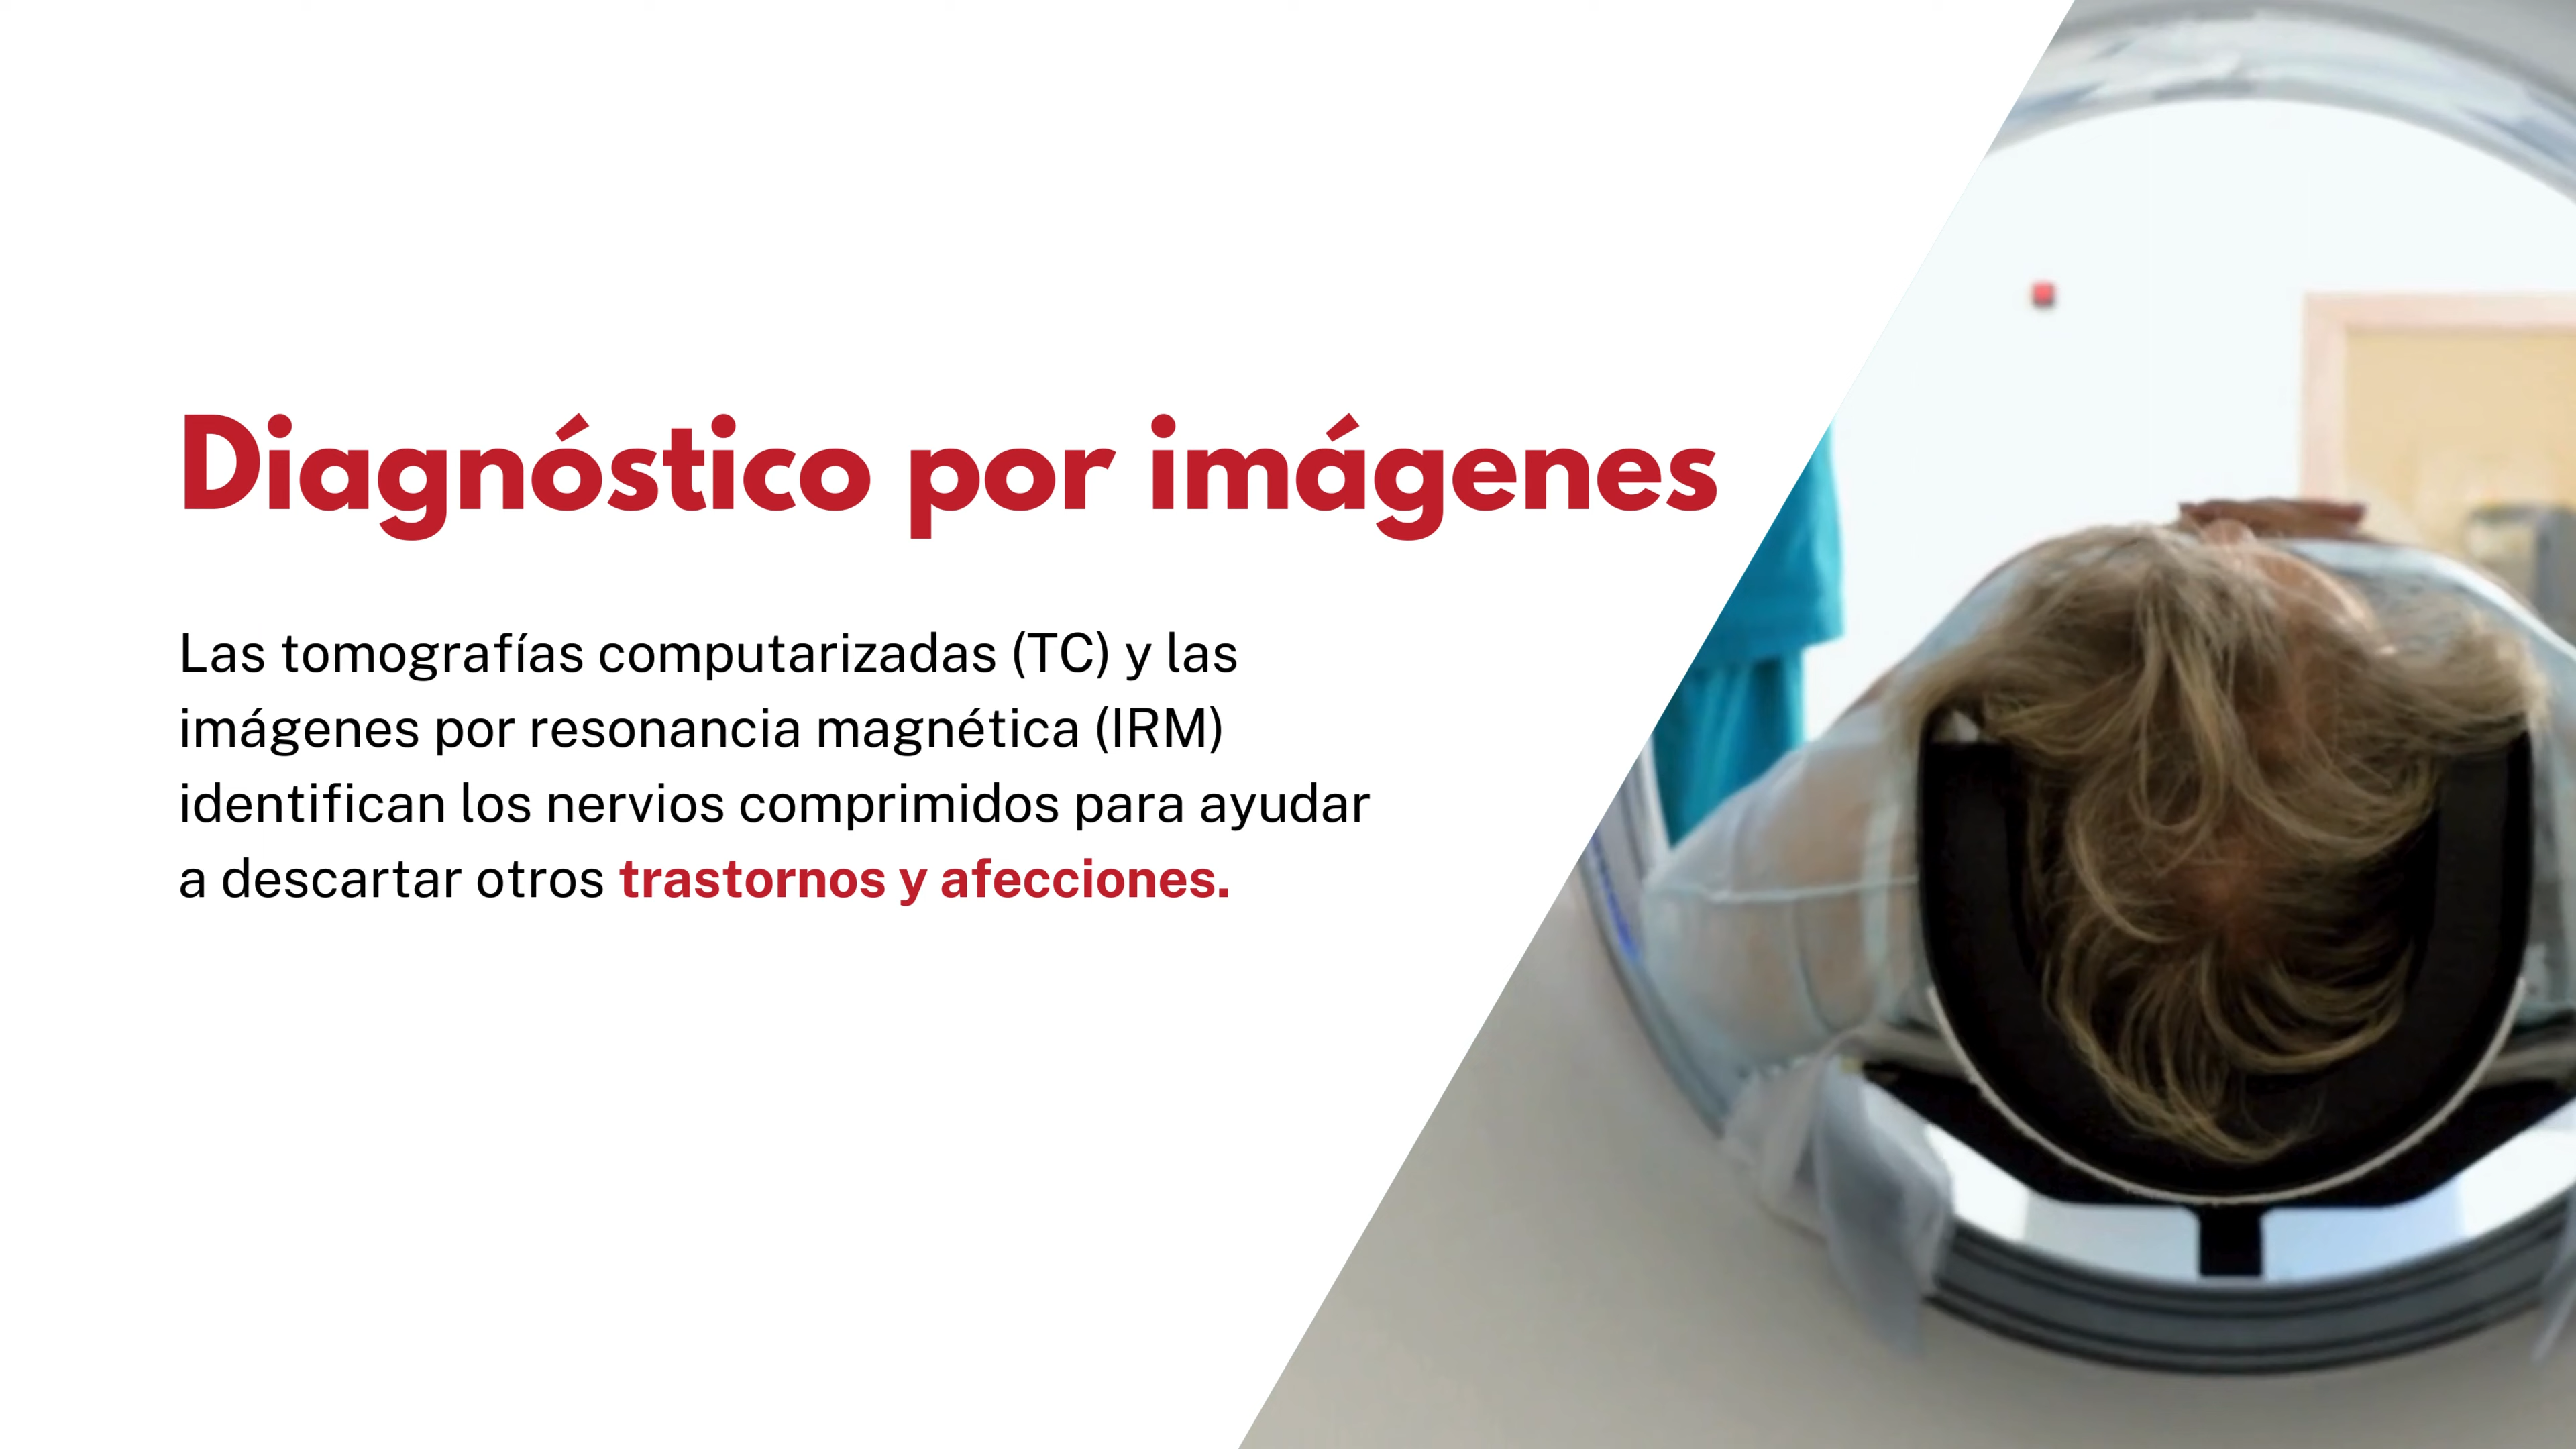 Diagnóstico por imágenes
Las tomografías computarizadas (TC) y las
imágenes por resonancia magnética (IRM)
identifican los nervios comprimidos para ayudar
a descartar otros trastornos y afecciones.